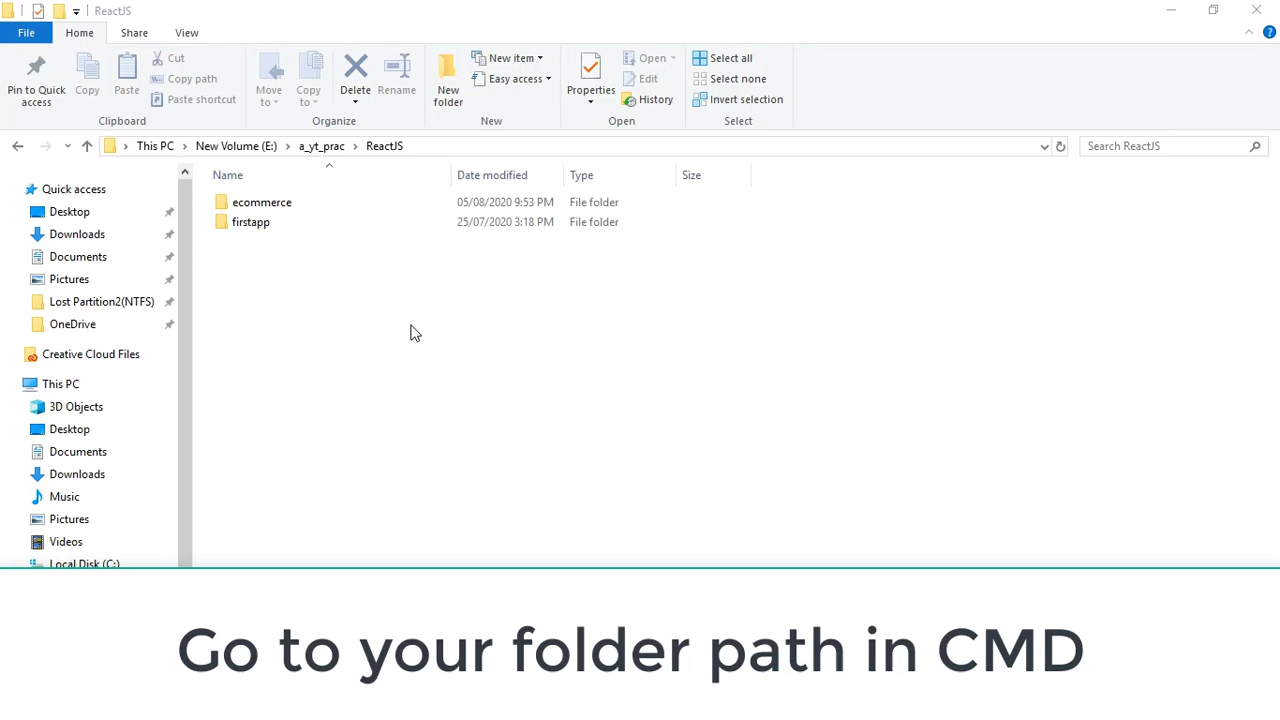 ReactJS
File Home Share View
Pin to Quick access
Copy
Paste
Cut
Copy path
Paste shortcut
Clipboard
Move to
Copy to
Delete
Rename
Organize
New folder
New item
Easy access
New
Properties
Open
Edit
History
Open
Select all
Select none
Invert selection
Select
This PC New Volume (E:) a_yt_prac ReactJS
Search ReactJS
Name Date modified Type Size
ecommerce 05/08/2020 9:53 PM File folder
firstapp 25/07/2020 3:18 PM File folder
Quick access
Desktop
Downloads
Documents
Pictures
Lost Partition2(NTFS)
OneDrive
Creative Cloud Files
This PC
3D Objects
Desktop
Documents
Downloads
Music
Pictures
Videos
Local Disk (C:)
Go to your folder path in CMD